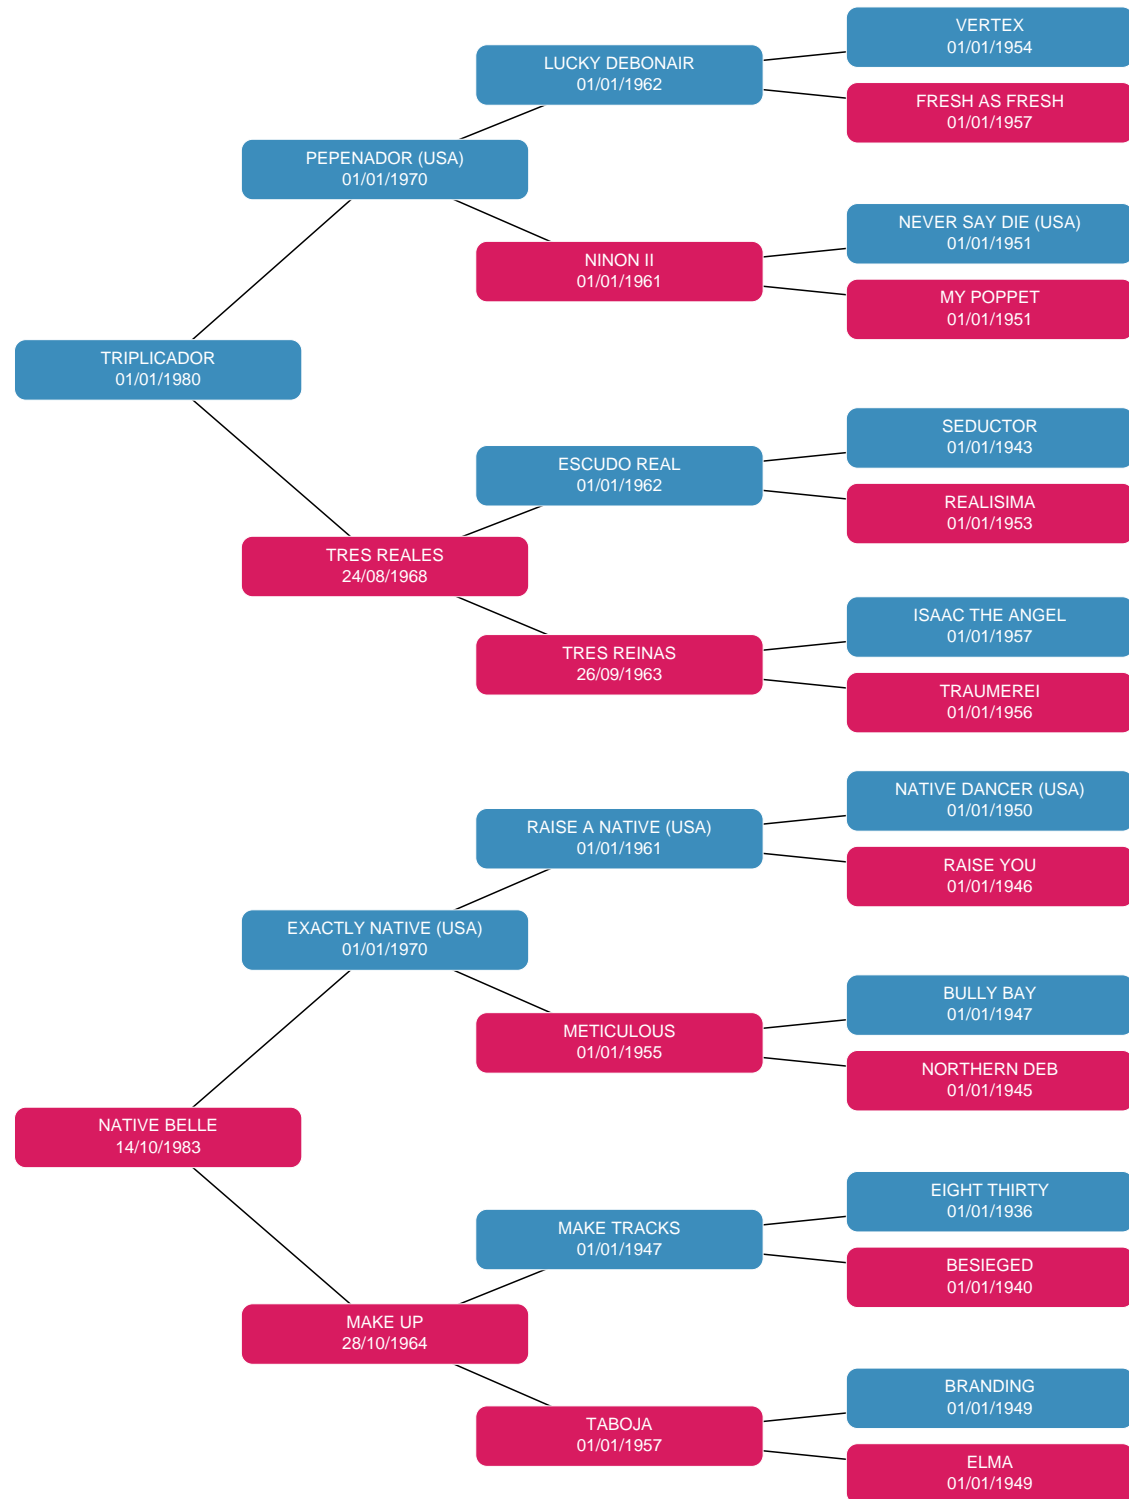 VERTEX
01/01/1954
LUCKY DEBONAIR
01/01/1962
FRESH AS FRESH
01/01/1957
PEPENADOR (USA)
01/01/1970
NEVER SAY DIE (USA)
01/01/1951
NINON II
01/01/1961
MY POPPET
01/01/1951
TRIPLICADOR
01/01/1980
SEDUCTOR
01/01/1943
ESCUDO REAL
01/01/1962
REALISIMA
01/01/1953
TRES REALES
24/08/1968
ISAAC THE ANGEL
01/01/1957
TRES REINAS
26/09/1963
TRAUMEREI
01/01/1956
NATIVE DANCER (USA)
01/01/1950
RAISE A NATIVE (USA)
01/01/1961
RAISE YOU
01/01/1946
EXACTLY NATIVE (USA)
01/01/1970
BULLY BAY
01/01/1947
METICULOUS
01/01/1955
NORTHERN DEB
01/01/1945
NATIVE BELLE
14/10/1983
EIGHT THIRTY
01/01/1936
MAKE TRACKS
01/01/1947
BESIEGED
01/01/1940
MAKE UP
28/10/1964
BRANDING
01/01/1949
TABOJA
01/01/1957
ELMA
01/01/1949